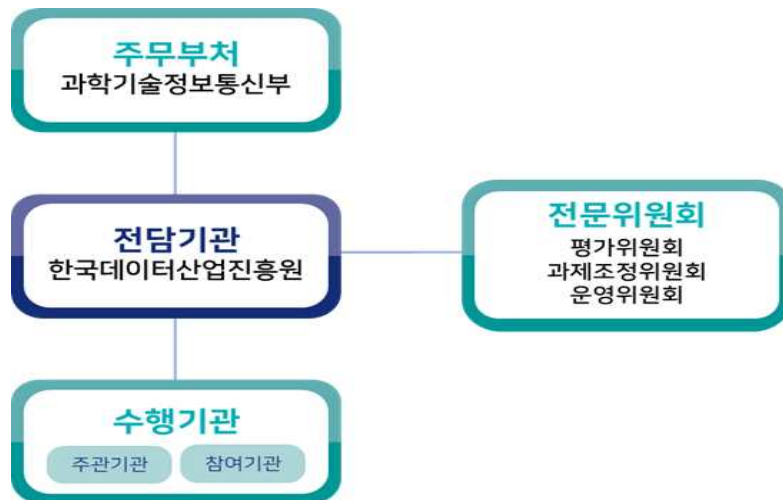 주무부처
과학기술정보통신부
전담기관
한국데이터산업진흥원
전문위원회
평가위원회
과제조정위원회
운영위원회
수행기관
주관기관 참여기관